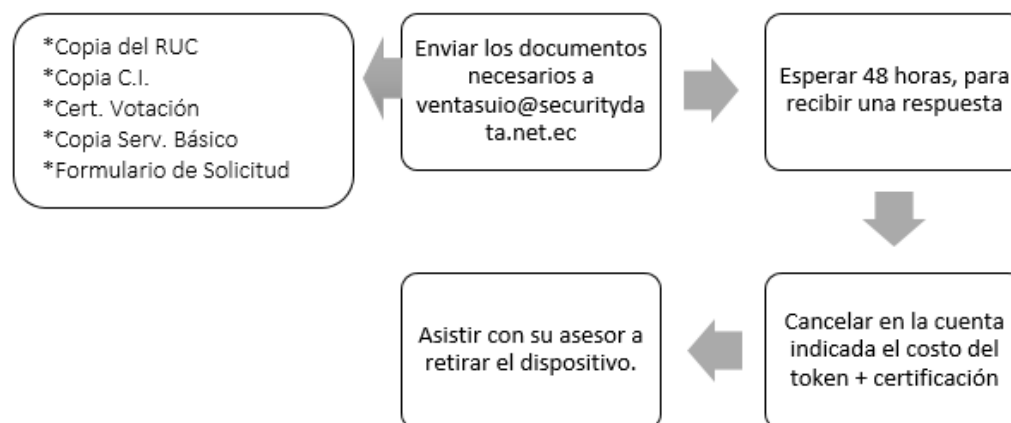 *Copia del RUC
*Copia C.I.
*Cert. Votación
*Copia Serv. Básico
*Formulario de Solicitud
Enviar los documentos
necesarios a
ventasuio@securityda
ta.net.ec
Esperar 48 horas, para
recibir una respuesta
Cancelar en la cuenta
indicada el costo del
token + certificación
Asistir con su asesor a
retirar el dispositivo.